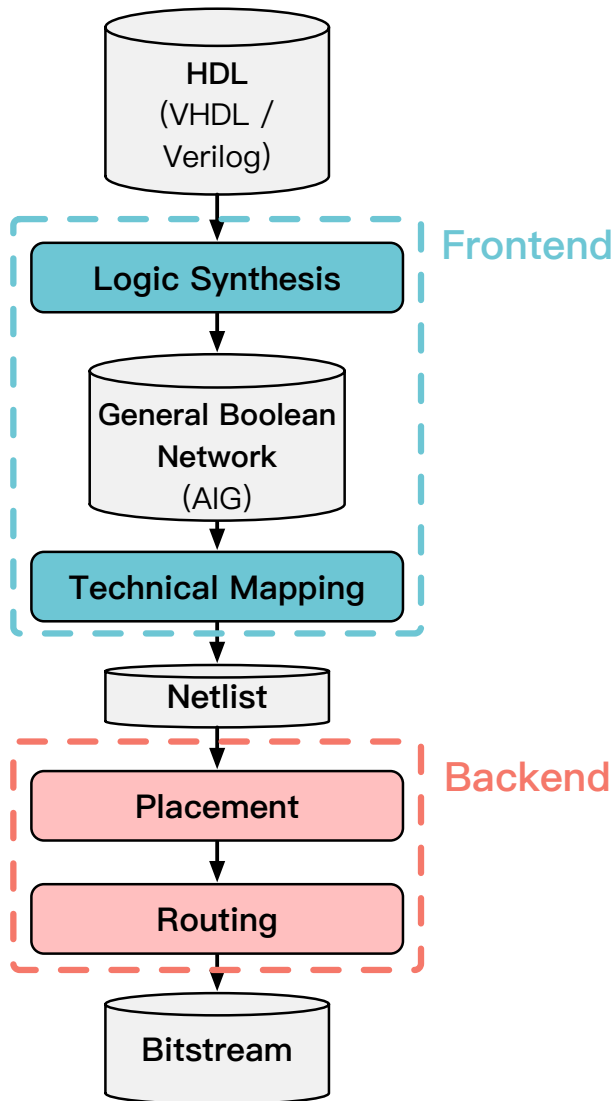 HDL
(VHDL /
Verilog)
Frontend
Logic Synthesis
General Boolean
Network
(AIG)
Technical Mapping
Netlist
Backend
Placement
Routing
Bitstream